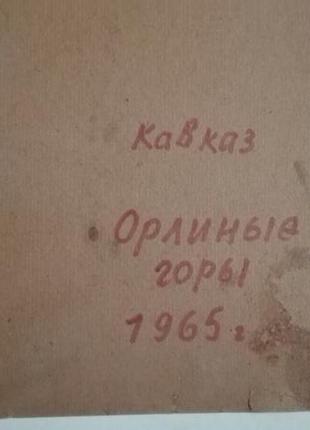 Кавказ
Орлиные
горы
1965 г